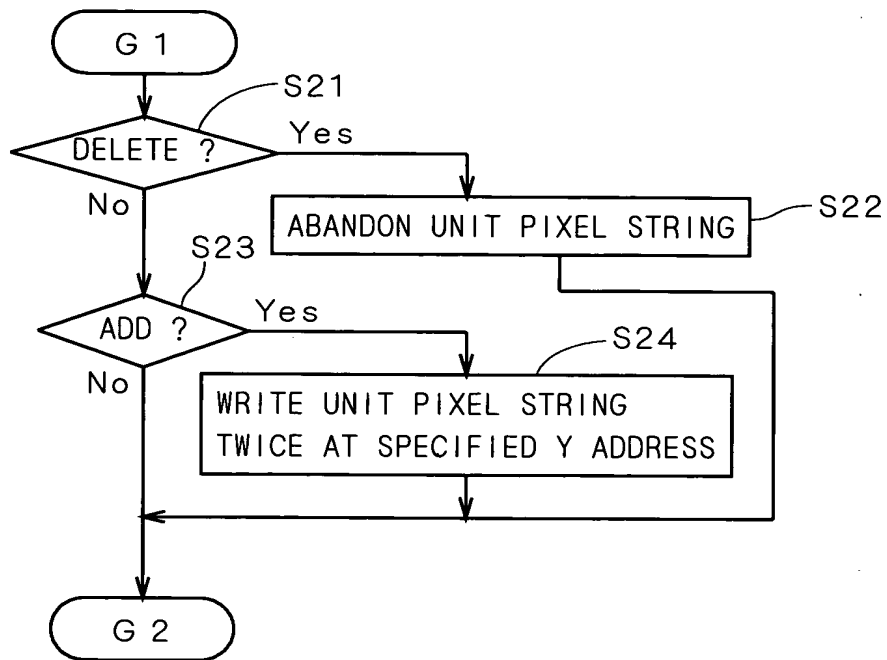 G 1
S21
DELETE ?
Yes
No
ABANDON UNIT PIXEL STRING
S22
S23
ADD ?
Yes
No
S24
WRITE UNIT PIXEL STRING
TWICE AT SPECIFIED Y ADDRESS
G 2